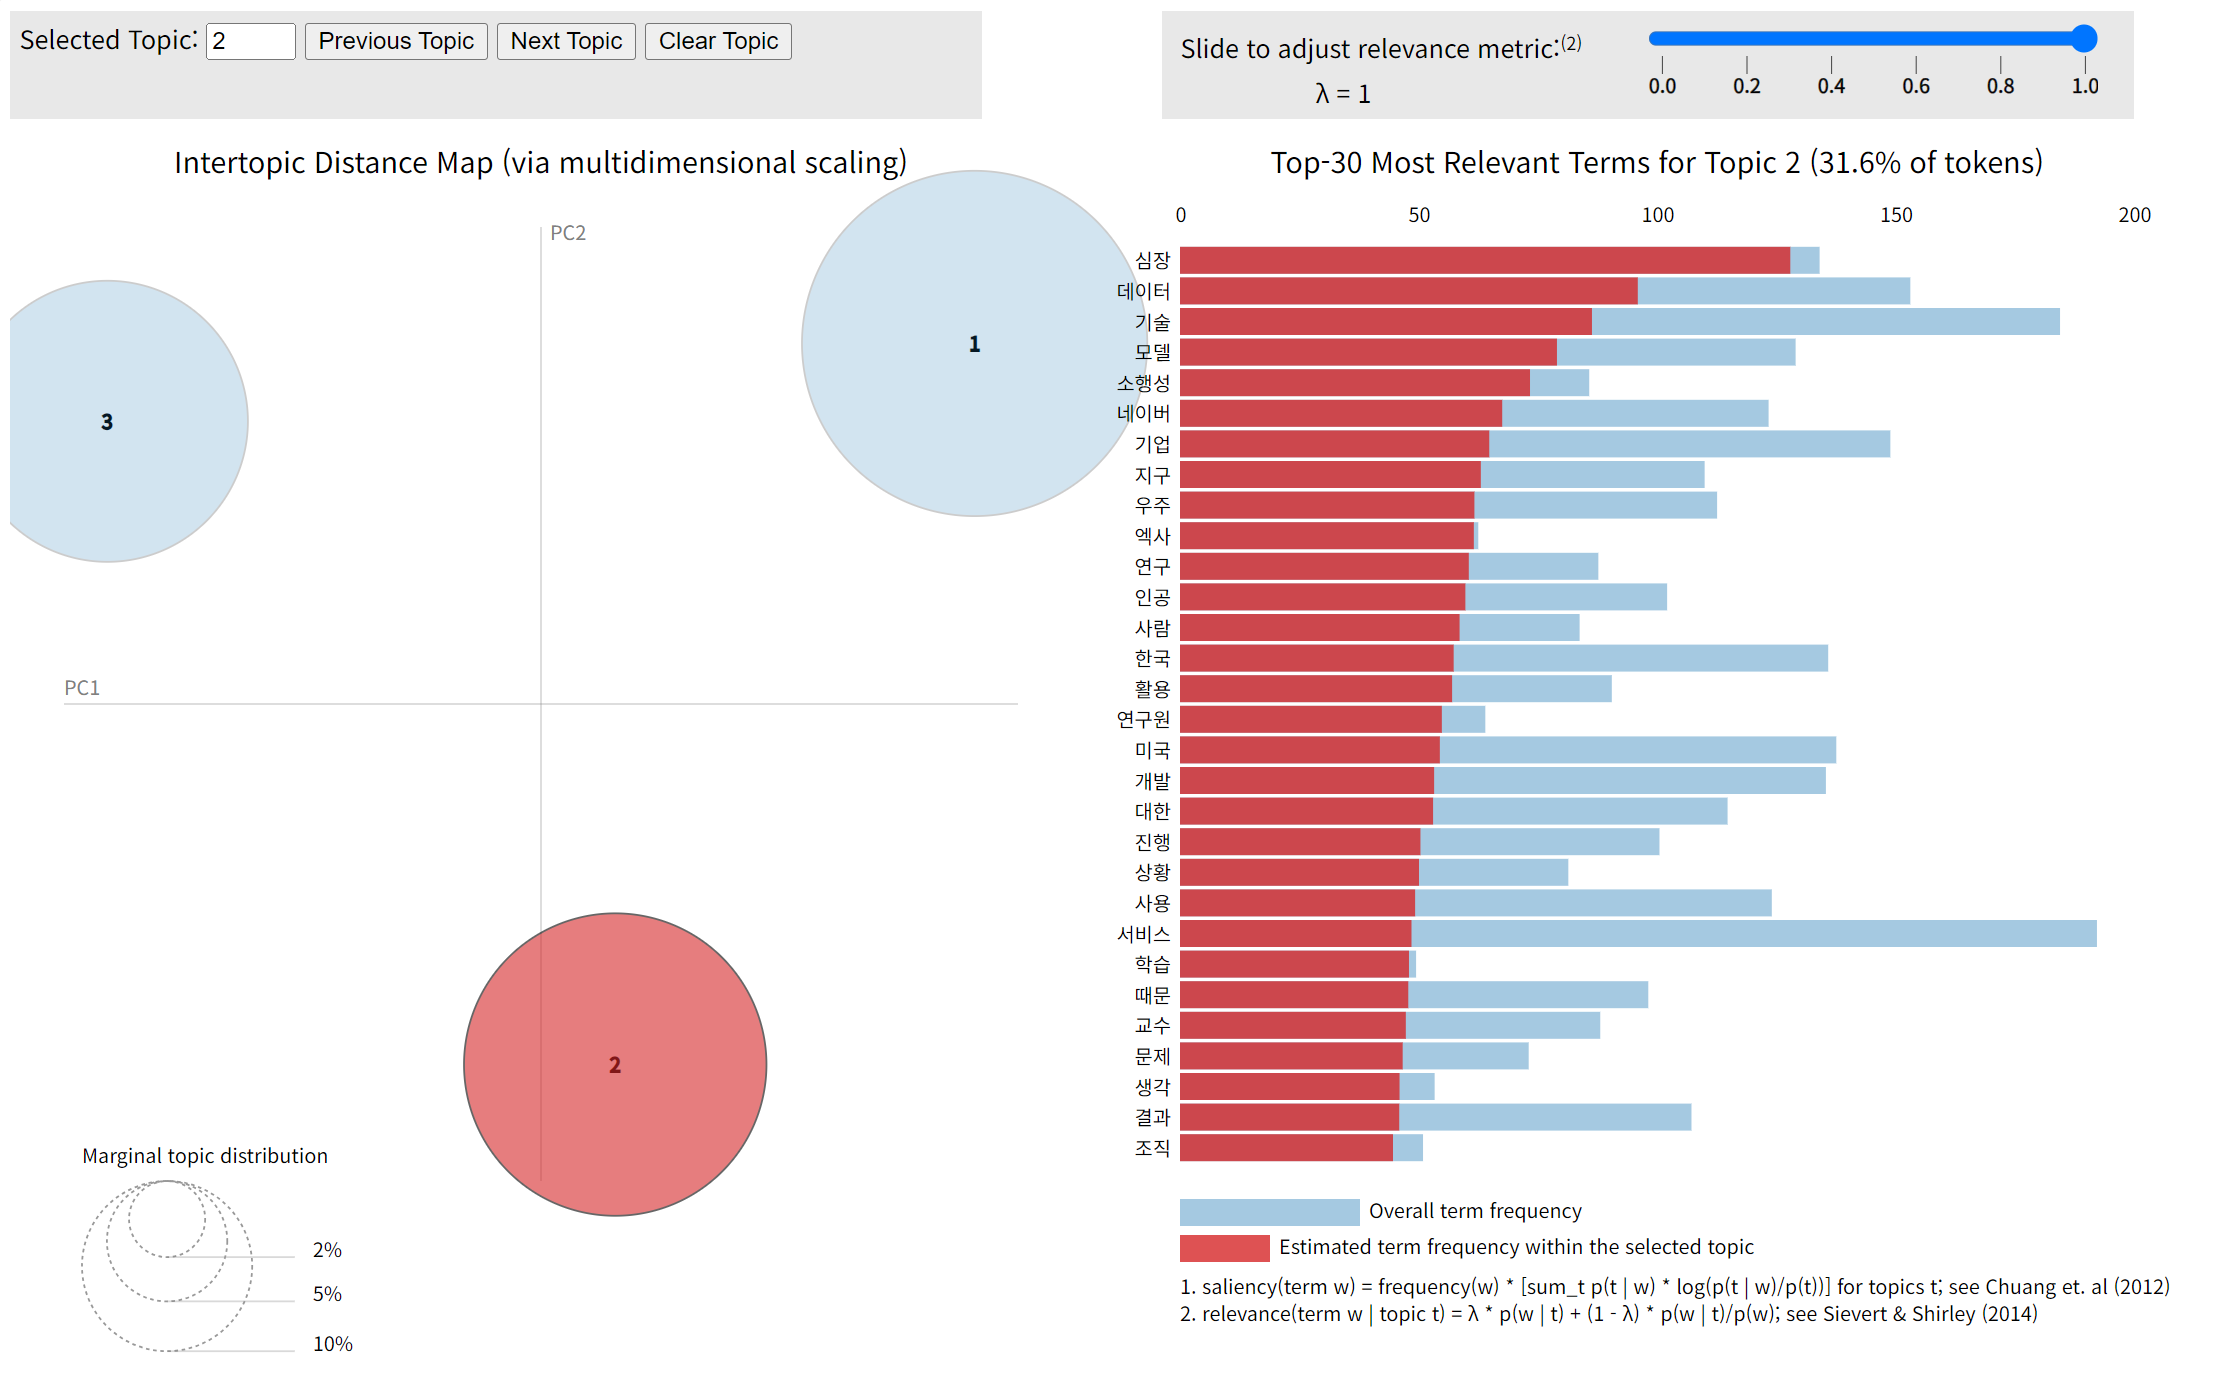 Selected Topic: 2 Previous Topic Next Topic Clear Topic
Slide to adjust relevance metric:(2)
λ = 1
0.0 0.2 0.4 0.6 0.8 1.0
Intertopic Distance Map (via multidimensional scaling)
PC2
PC1
1
3
2
Marginal topic distribution
2%
5%
10%
Top-30 Most Relevant Terms for Topic 2 (31.6% of tokens)
0 50 100 150 200
심장
데이터
기술
모델
소행성
네이버
기업
지구
우주
엑사
연구
인공
사람
한국
활용
연구원
미국
개발
대한
진행
상황
사용
서비스
학습
때문
교수
문제
생각
결과
조직
Overall term frequency
Estimated term frequency within the selected topic
1. saliency(term w) = frequency(w) * [sum_t p(t | w) * log(p(t | w)/p(t))] for topics t; see Chuang et. al (2012)
2. relevance(term w | topic t) = λ * p(w | t) + (1 - λ) * p(w | t)/p(w); see Sievert & Shirley (2014)